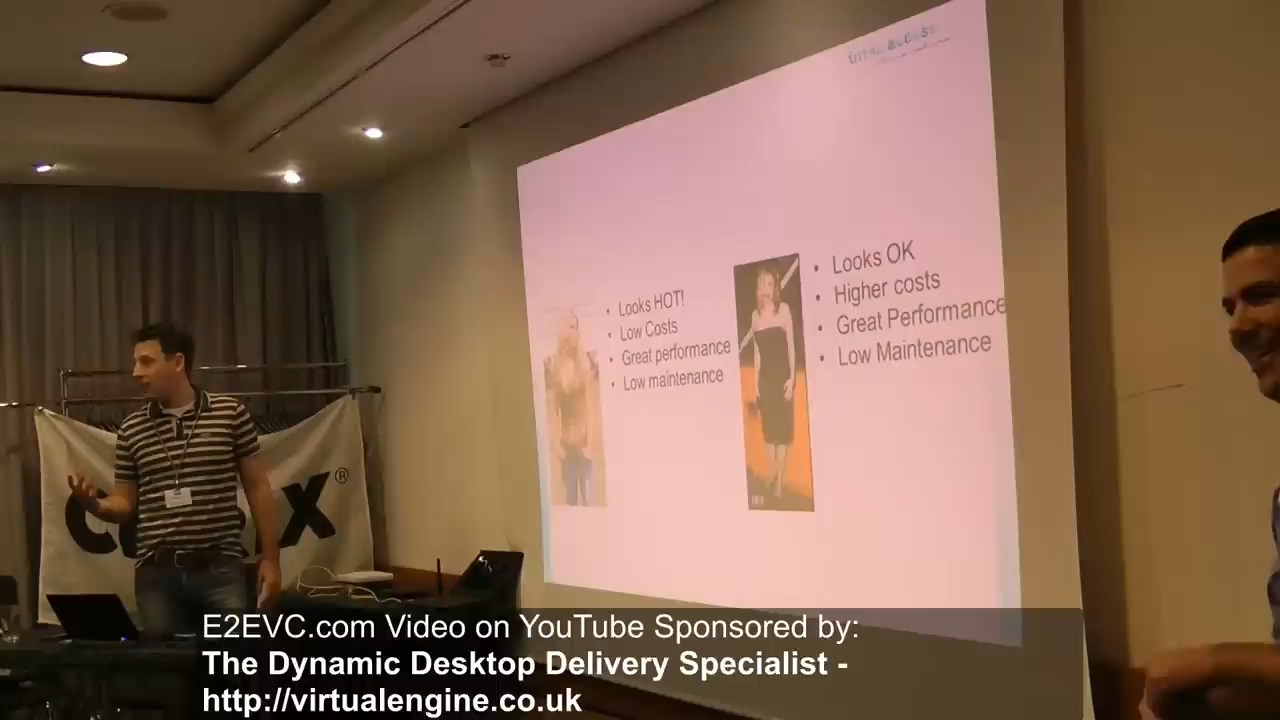 • Looks HOT!
• Low Costs
• Great performance
• Low maintenance
• Looks OK
• Higher costs
• Great Performance
• Low Maintenance
®
E2EVC.com Video on YouTube Sponsored by:
The Dynamic Desktop Delivery Specialist -
http://virtualengine.co.uk